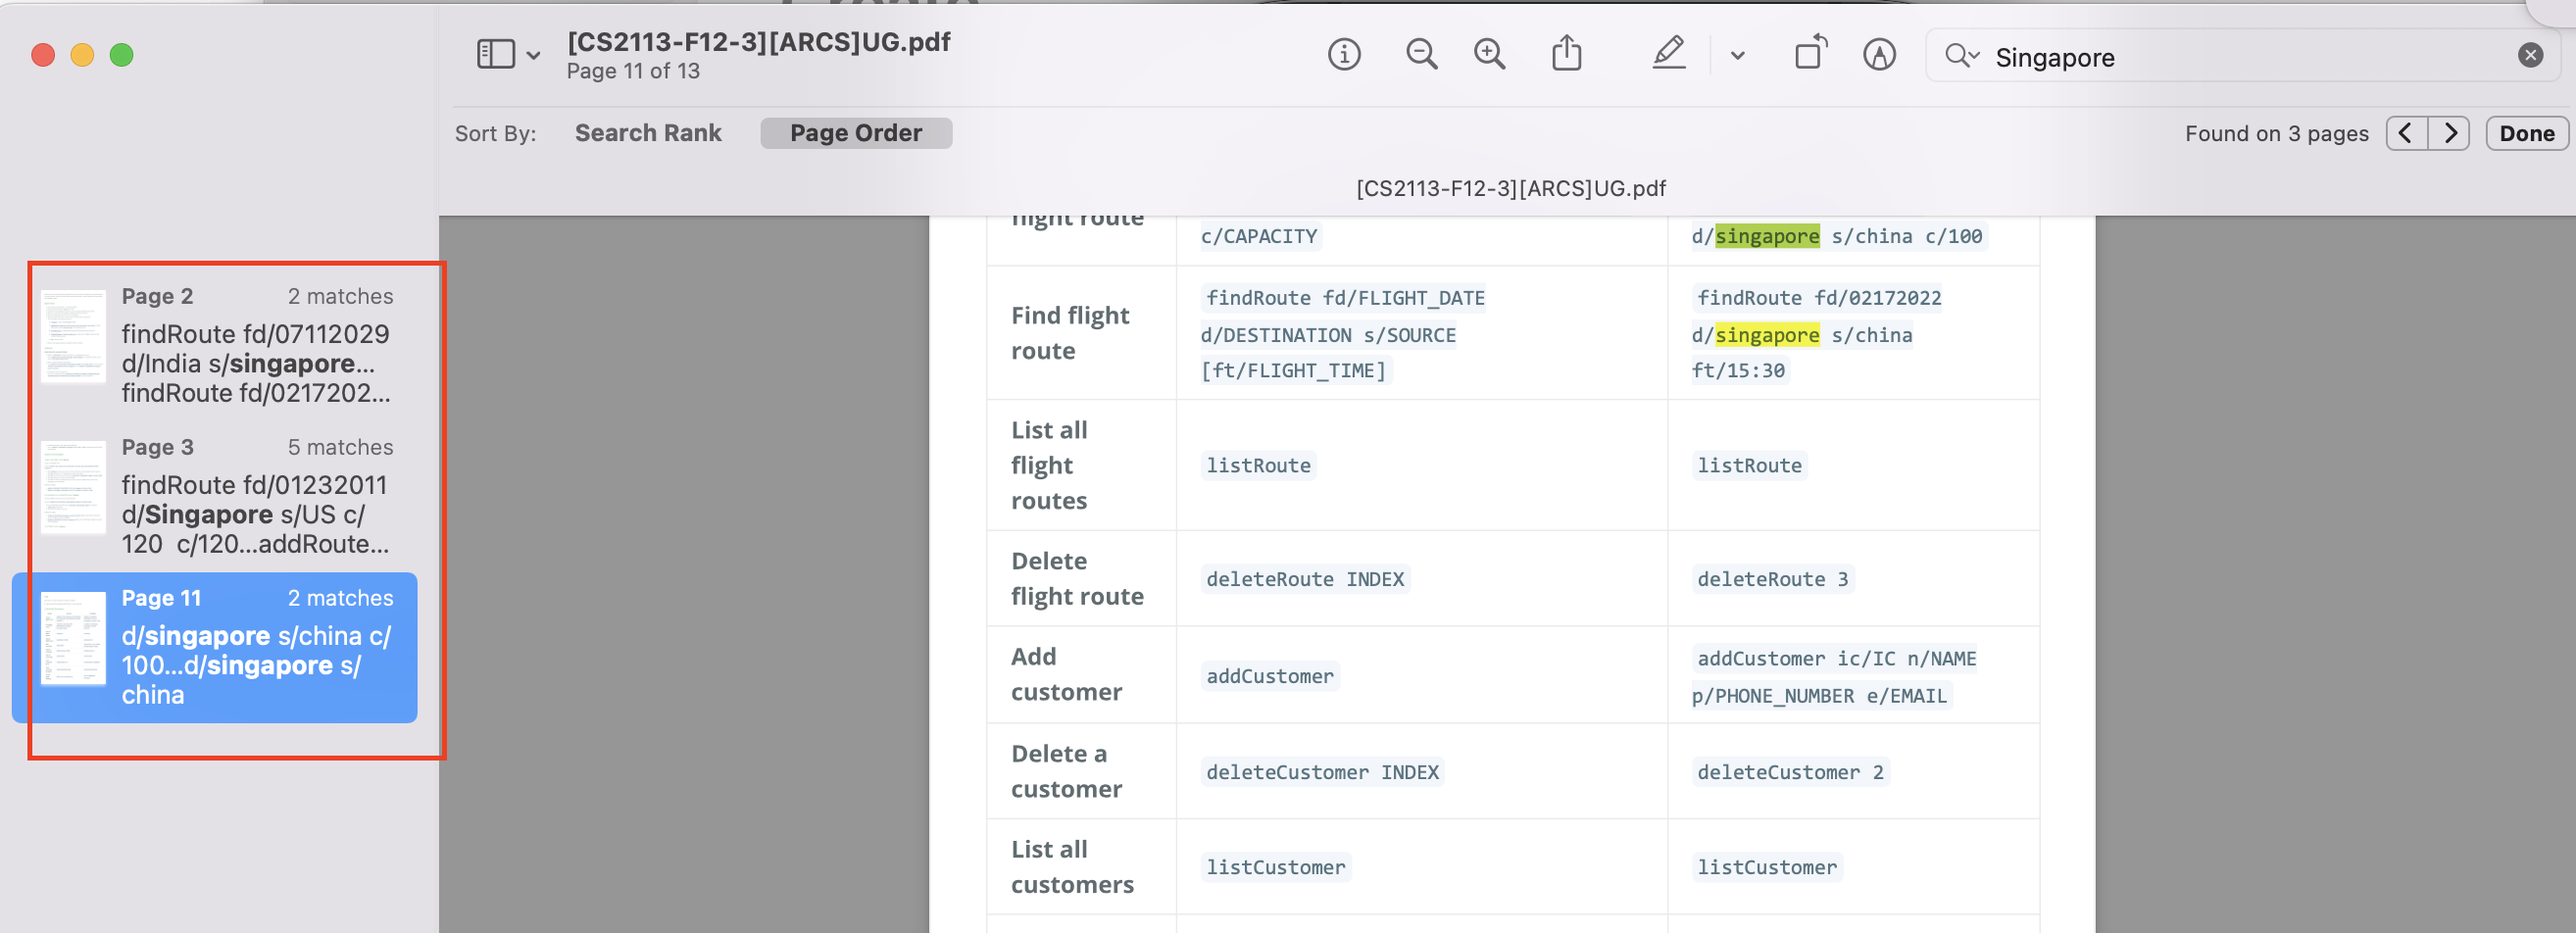 [CS2113-F12-3][ARCS]UG.pdf
Page 11 of 13
Singapore
Sort By: Search Rank Page Order
Found on 3 pages
Done
[CS2113-F12-3][ARCS]UG.pdf
Page 2 2 matches
findRoute fd/07112029
d/India s/singapore...
findRoute fd/0217202...
Page 3 5 matches
findRoute fd/01232011
d/Singapore s/US c/
120 c/120...addRoute...
Page 11 2 matches
d/singapore s/china c/
100...d/singapore s/
china
flight route
c/CAPACITY
d/singapore s/china c/100
Find flight
route
findRoute fd/FLIGHT_DATE
d/DESTINATION s/SOURCE
[ft/FLIGHT_TIME]
findRoute fd/02172022
d/singapore s/china
ft/15:30
List all
flight
routes
listRoute
listRoute
Delete
flight route
deleteRoute INDEX
deleteRoute 3
Add
customer
addCustomer
addCustomer ic/IC n/NAME
p/PHONE_NUMBER e/EMAIL
Delete a
customer
deleteCustomer INDEX
deleteCustomer 2
List all
customers
listCustomer
listCustomer